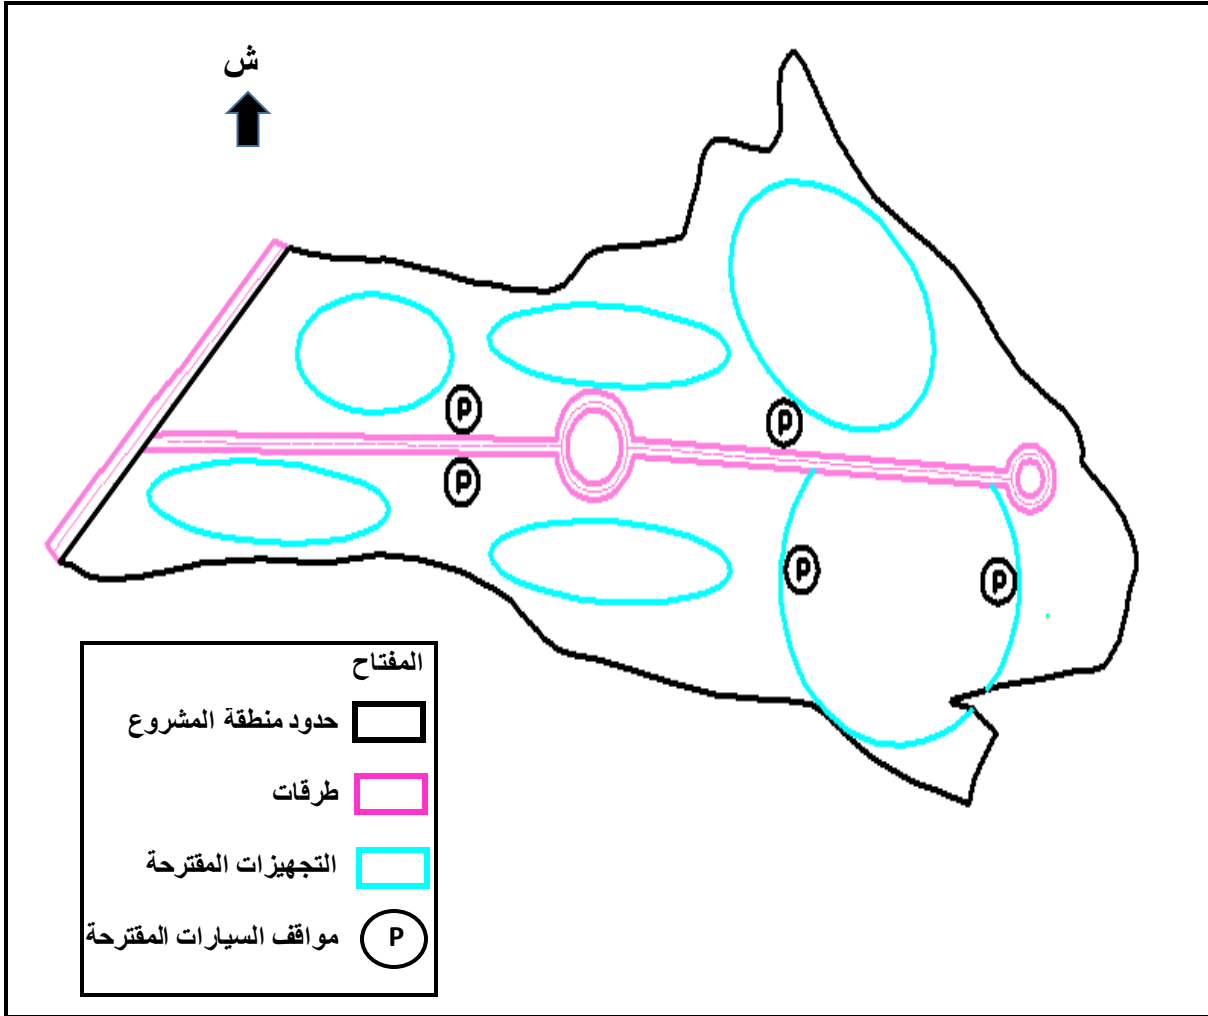 ش
P
P
P
P
P
المفتاح
حدود منطقة المشروع
طرقات
التجهيزات المقترحة
مواقف السيارات المقترحة
P